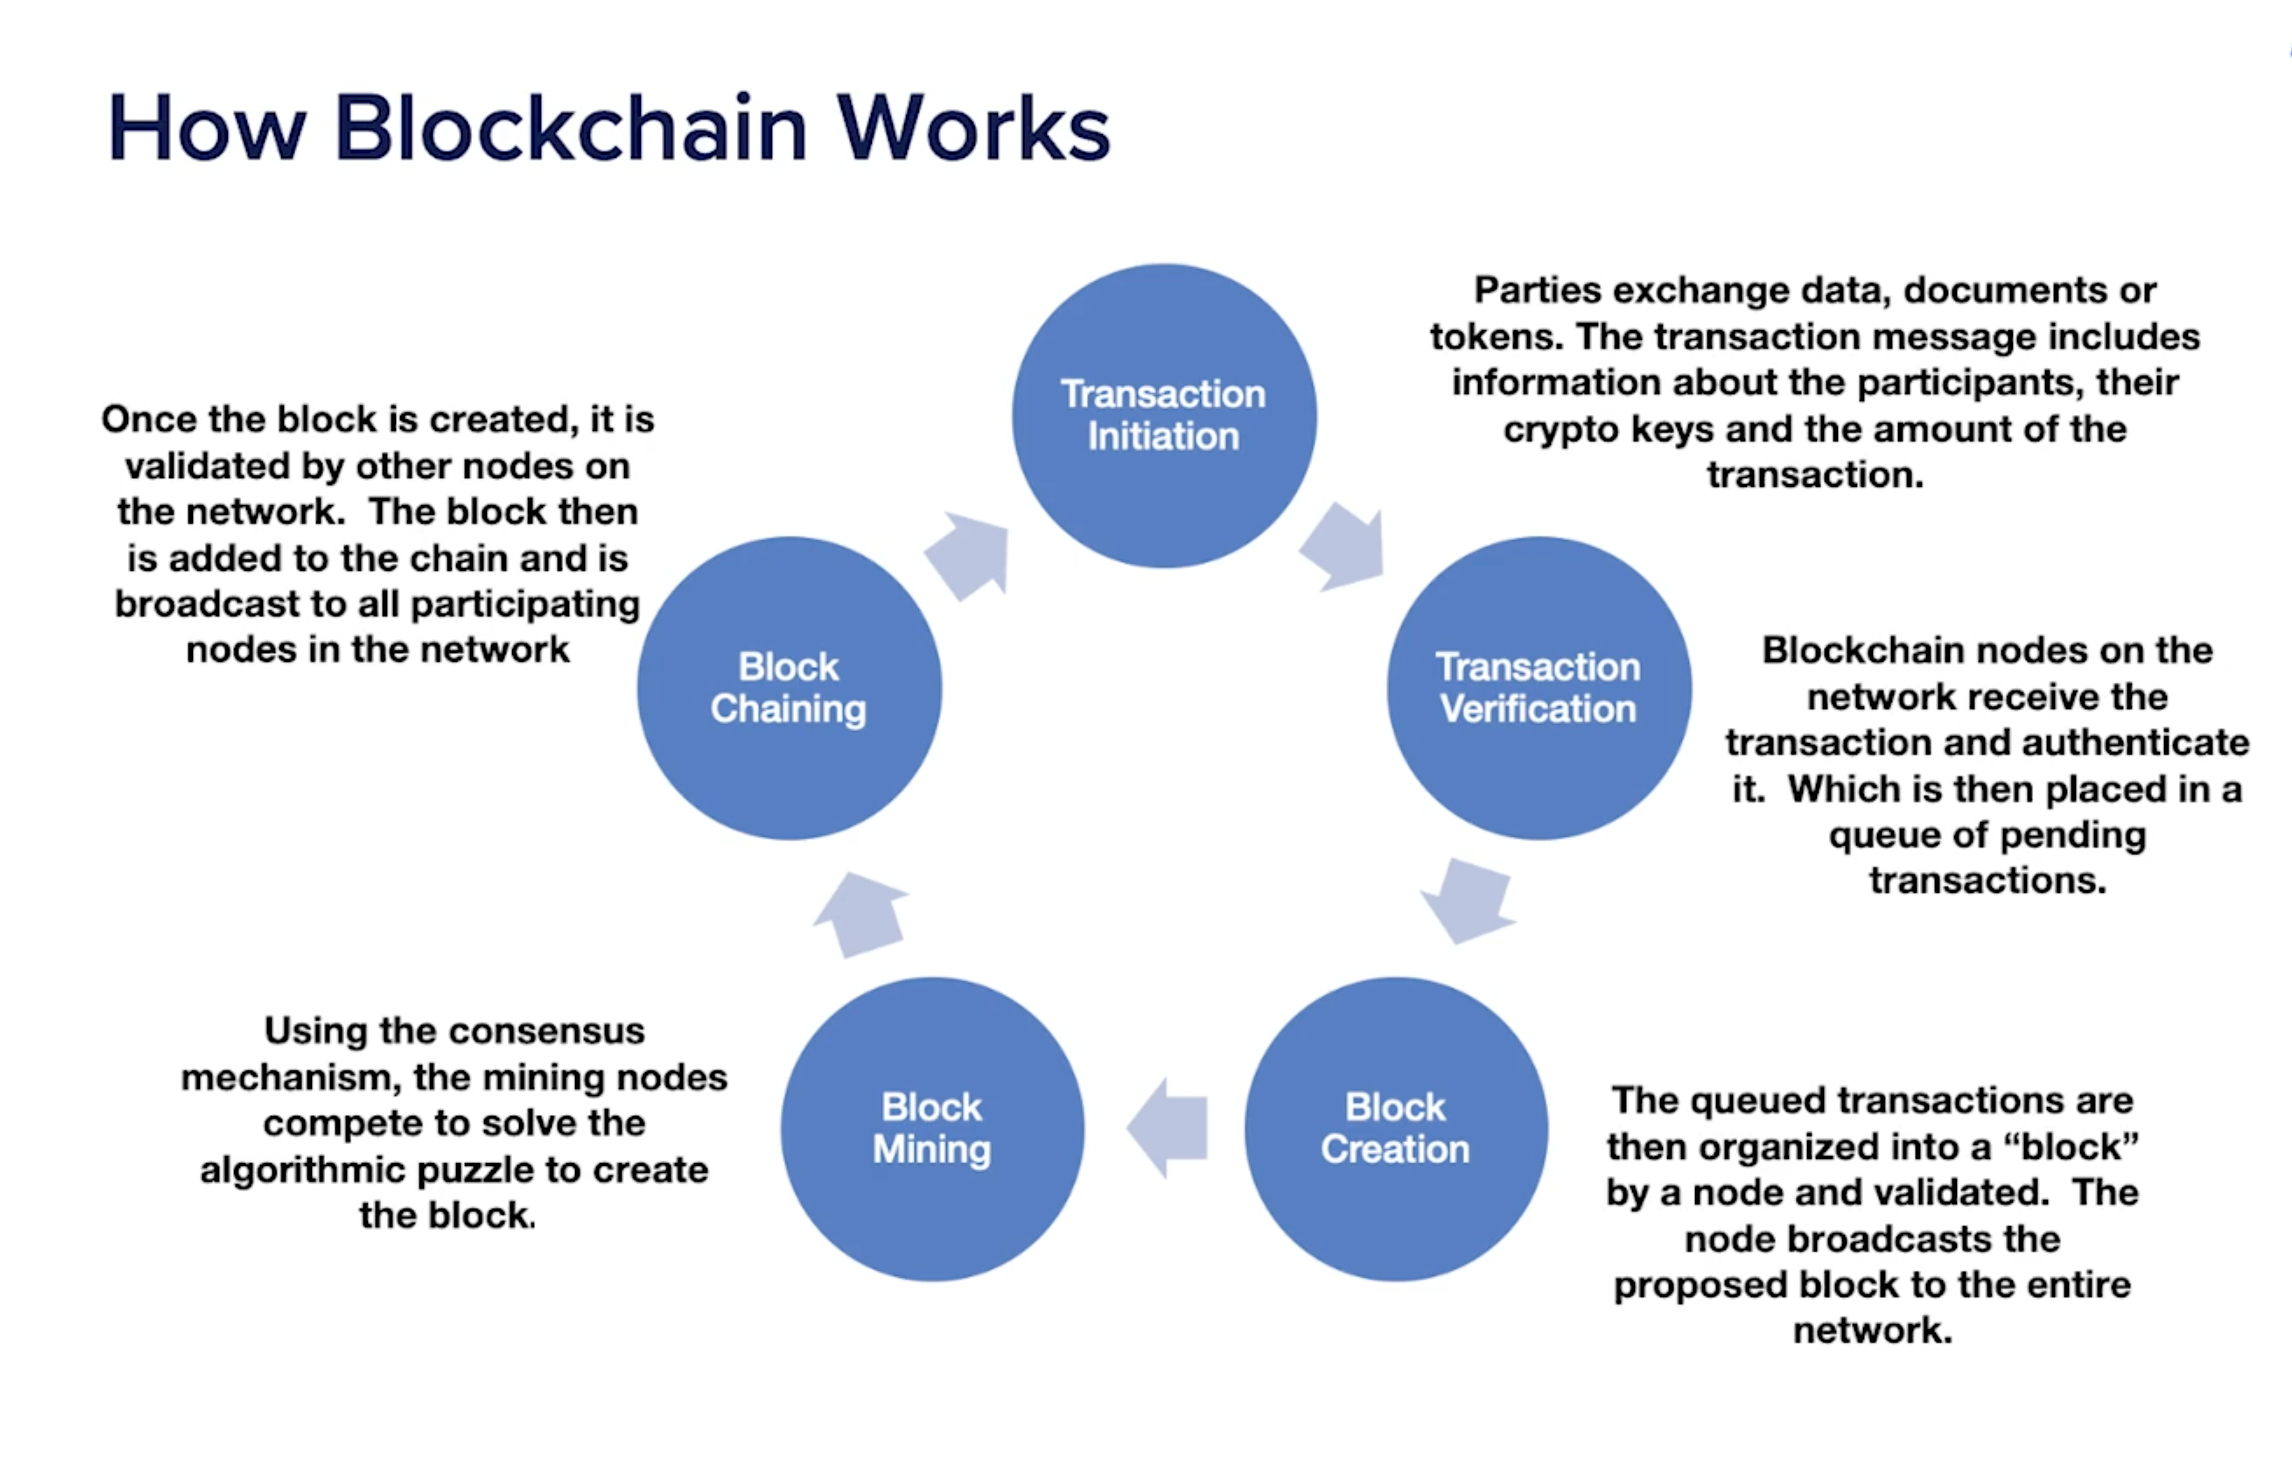 How Blockchain Works
Transaction
Initiation
Parties exchange data, documents or
tokens. The transaction message includes
information about the participants, their
crypto keys and the amount of the
transaction.
Transaction
Verification
Blockchain nodes on the
network receive the
transaction and authenticate
it.  Which is then placed in a
queue of pending
transactions.
Block
Creation
The queued transactions are
then organized into a “block”
by a node and validated.  The
node broadcasts the
proposed block to the entire
network.
Block
Mining
Using the consensus
mechanism, the mining nodes
compete to solve the
algorithmic puzzle to create
the block.
Block
Chaining
Once the block is created, it is
validated by other nodes on
the network.  The block then
is added to the chain and is
broadcast to all participating
nodes in the network